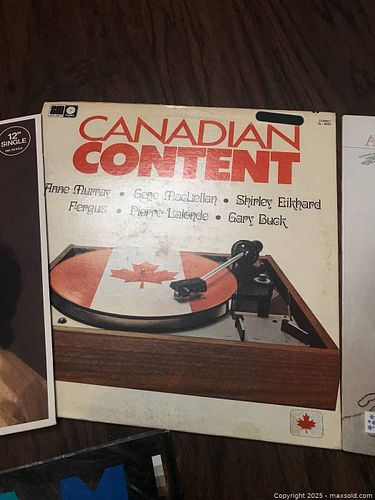 12"
SINGLE
CANADIAN
CONTENT
Anne Murray • Gene MacLellan • Shirley Eikhard
Fergus • Pierre Lalonde • Gary Buck
A
M
Copyright 2025 - maxsold.com